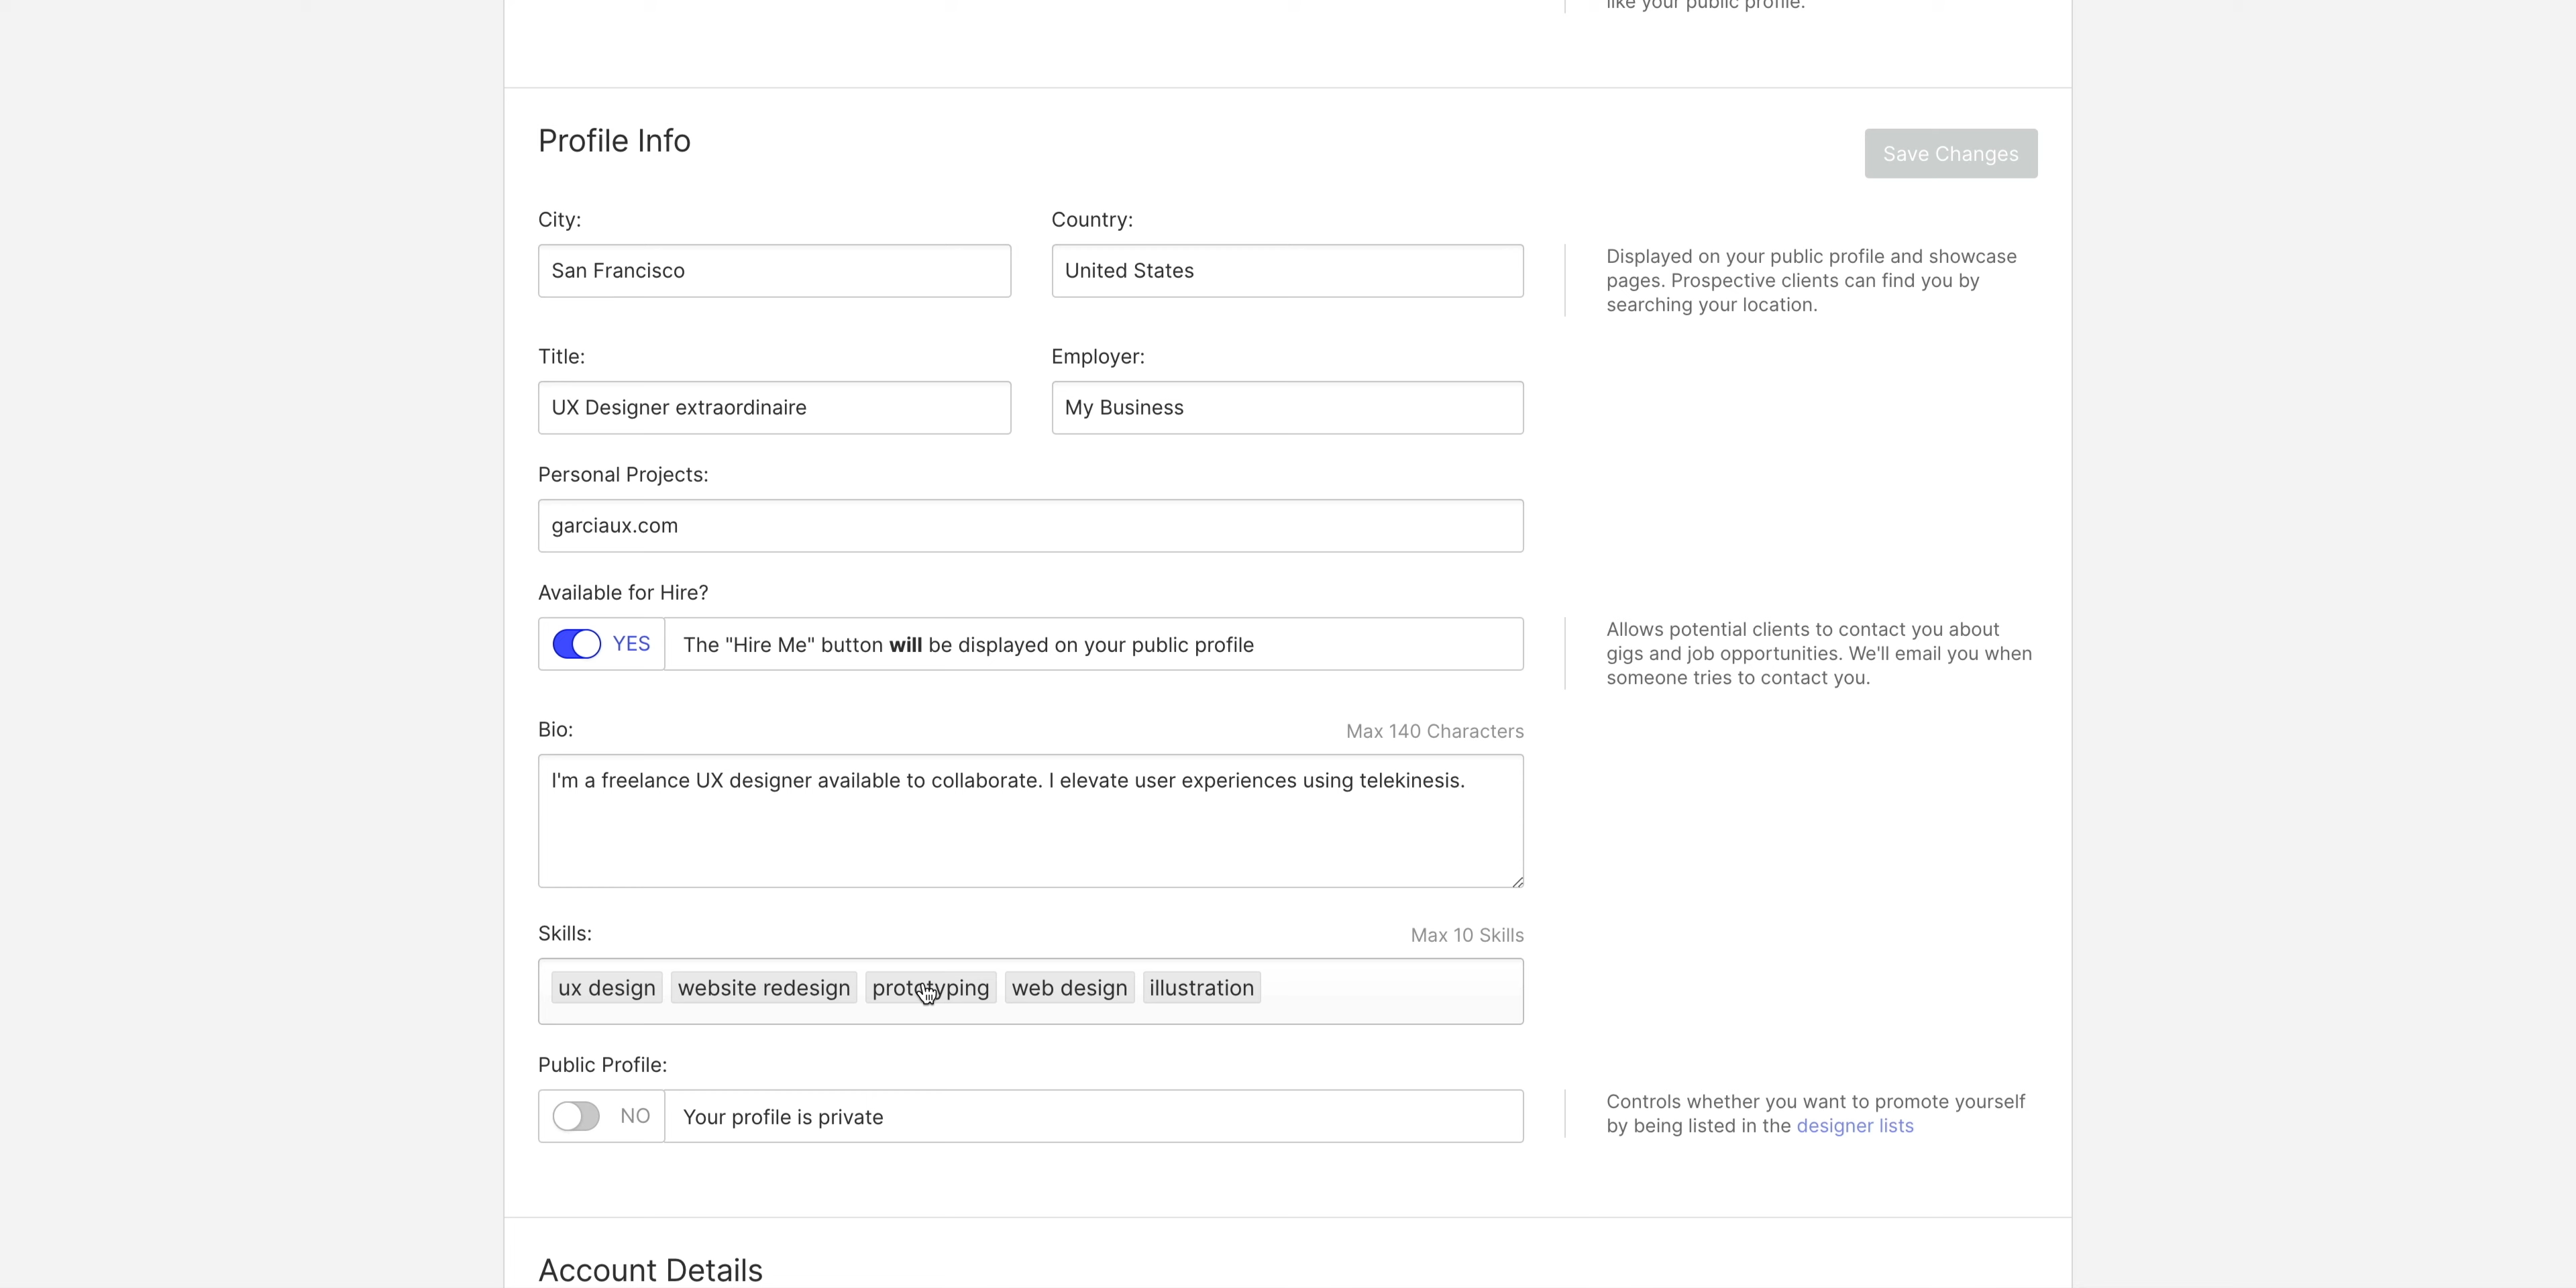 like your public profile.
Profile Info
Save Changes
City:
Country:
San Francisco
United States
Displayed on your public profile and showcase
pages. Prospective clients can find you by
searching your location.
Title:
Employer:
UX Designer extraordinaire
My Business
Personal Projects:
garciaux.com
Available for Hire?
YES
The "Hire Me" button will be displayed on your public profile
Allows potential clients to contact you about
gigs and job opportunities. We'll email you when
someone tries to contact you.
Bio:
Max 140 Characters
I'm a freelance UX designer available to collaborate. I elevate user experiences using telekinesis.
Skills:
Max 10 Skills
ux design website redesign prototyping web design illustration
Public Profile:
NO
Your profile is private
Controls whether you want to promote yourself
by being listed in the designer lists
Account Details